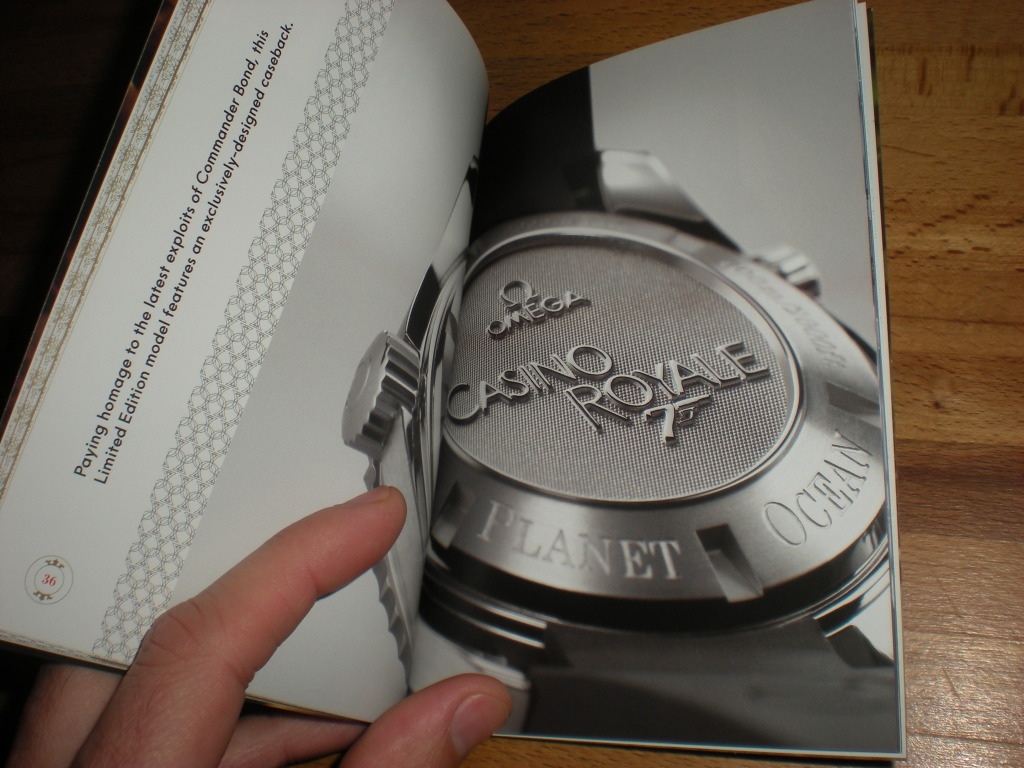 Paying homage to the latest exploits of Commander Bond, this
Limited Edition model features an exclusively-designed caseback.
36
Ω
OMEGA
CASINO
ROYALE
PLANET
OCEAN